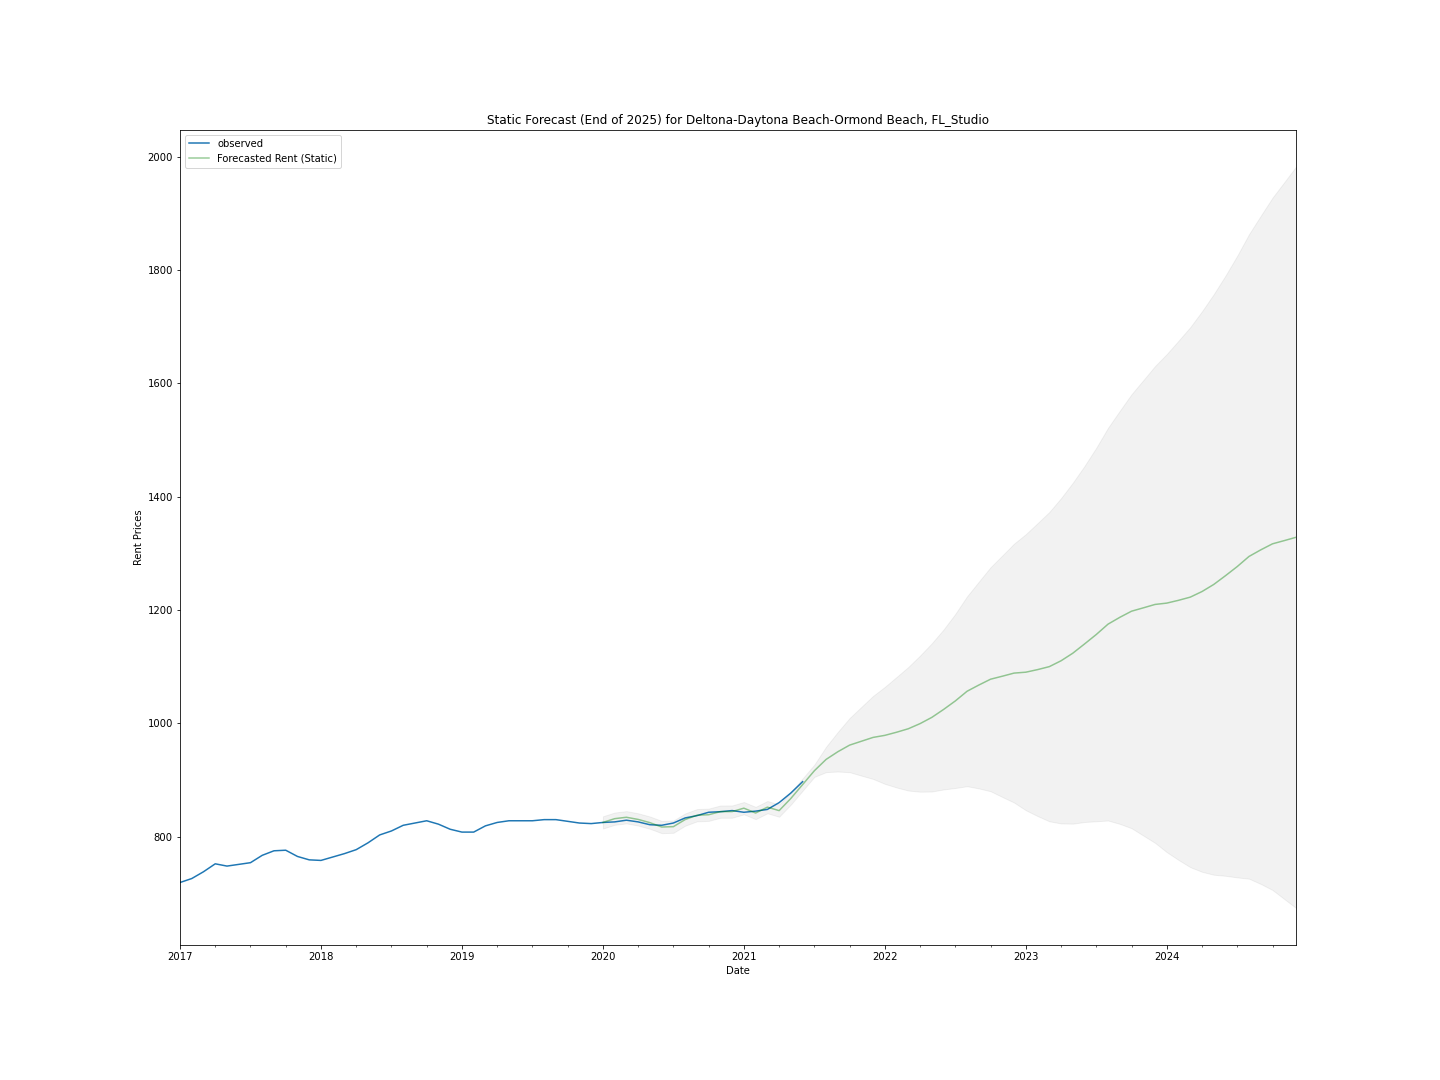 Static Forecast (End of 2025) for Deltona-Daytona Beach-Ormond Beach, FL_Studio
observed
Forecasted Rent (Static)
2000
1800
1600
1400
1200
1000
800
Rent Prices
2017 2018 2019 2020 2021 2022 2023 2024
Date